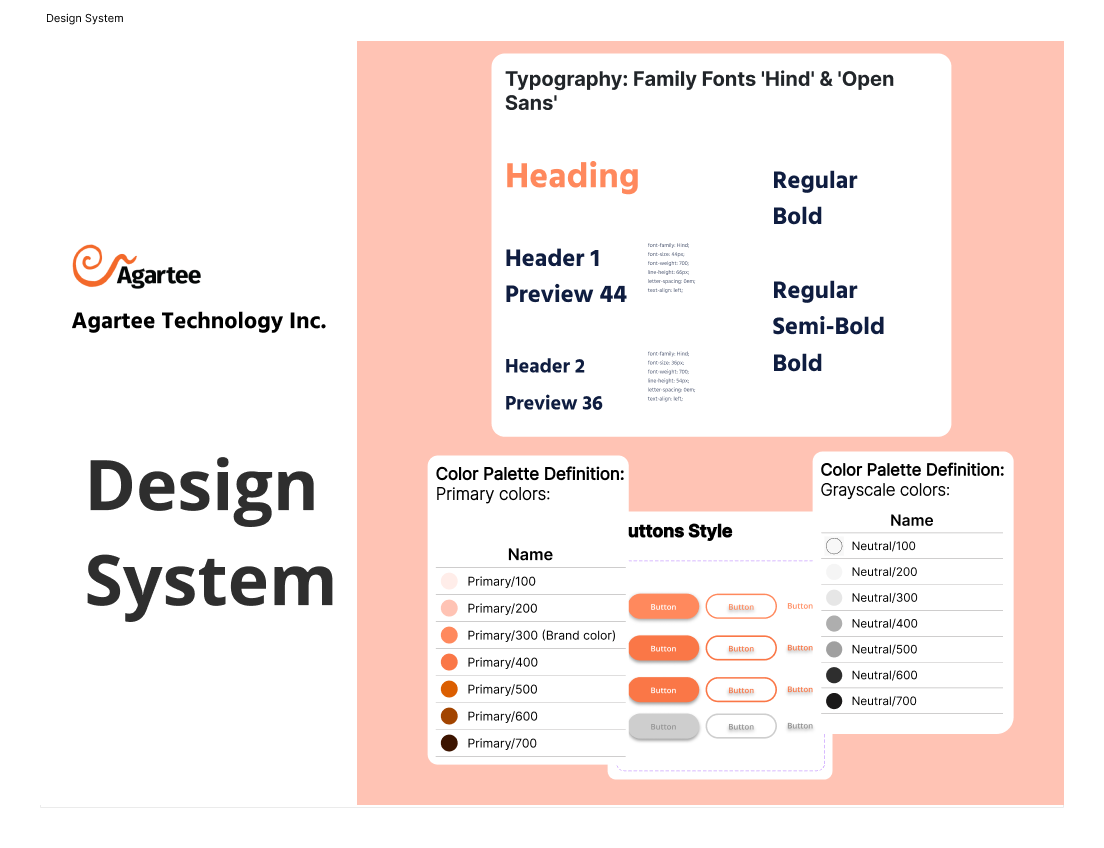 Design System
Agartee
Agartee Technology Inc.
Design
System
Typography: Family Fonts 'Hind' & 'Open
Sans'
Heading
Header 1
Preview 44
font-family: Hind;
font-size: 44px;
font-weight: 700;
line-height: 66px;
letter-spacing: 0em;
text-align: left;
Header 2
Preview 36
font-family: Hind;
font-size: 36px;
font-weight: 700;
line-height: 54px;
letter-spacing: 0em;
text-align: left;
Regular
Bold
Regular
Semi-Bold
Bold
Color Palette Definition:
Primary colors:
Name
Primary/100
Primary/200
Primary/300 (Brand color)
Primary/400
Primary/500
Primary/600
Primary/700
uttons Style
Button Button Button
Button Button Button
Button Button Button
Button Button Button
Color Palette Definition:
Grayscale colors:
Name
Neutral/100
Neutral/200
Neutral/300
Neutral/400
Neutral/500
Neutral/600
Neutral/700